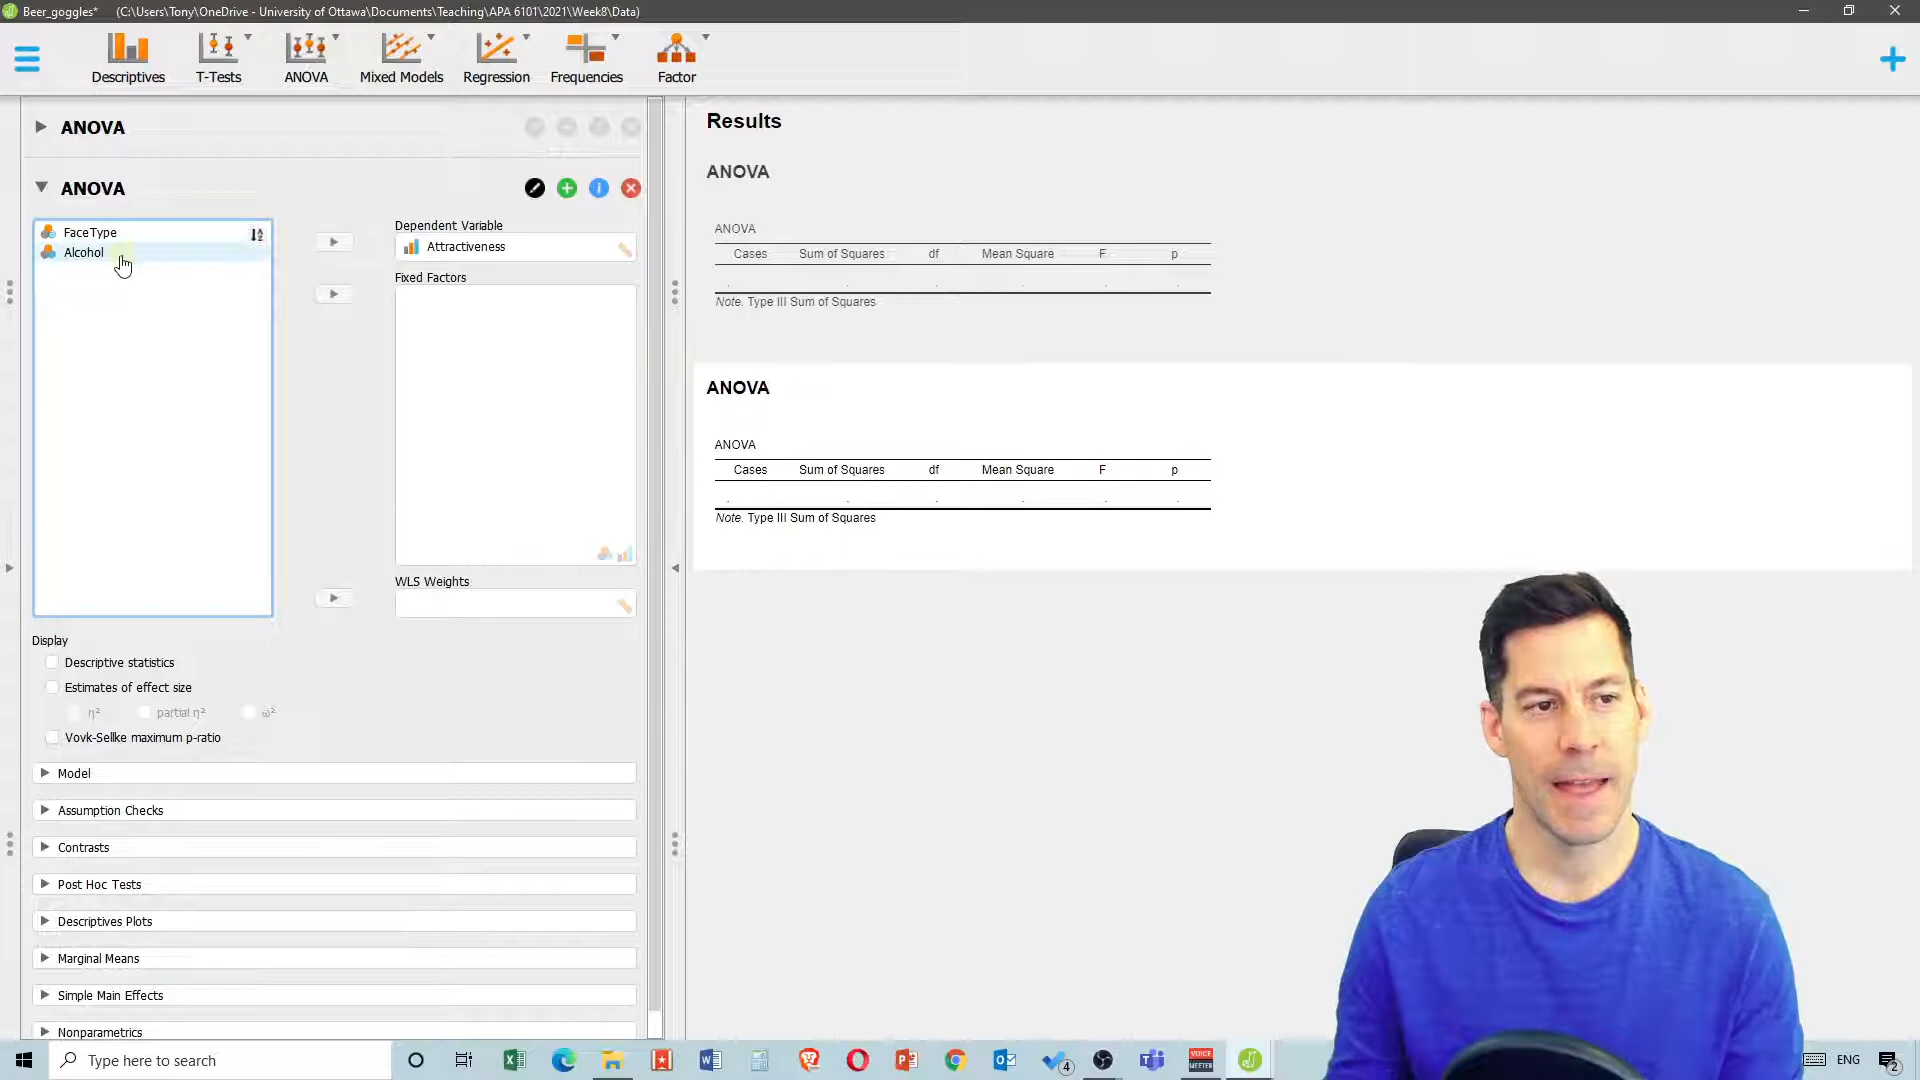 Beer_goggles* (C:\Users\Tony\OneDrive - University of Ottawa\Documents\Teaching\APA 6101\2021\Week8\Data)
Descriptives T-Tests ANOVA Mixed Models Regression Frequencies Factor
ANOVA
ANOVA
FaceType
Alcohol
Dependent Variable
Attractiveness
Fixed Factors
WLS Weights
Display
Descriptive statistics
Estimates of effect size
η² partial η² ω²
Vovk-Sellke maximum p-ratio
Model
Assumption Checks
Contrasts
Post Hoc Tests
Descriptives Plots
Marginal Means
Simple Main Effects
Nonparametrics
Results
ANOVA
ANOVA
Cases Sum of Squares df Mean Square F p
. . . . . .
Note. Type III Sum of Squares
ANOVA
ANOVA
Cases Sum of Squares df Mean Square F p
. . . . . .
Note. Type III Sum of Squares
Type here to search
4
VOICE
MEETER
ENG
2